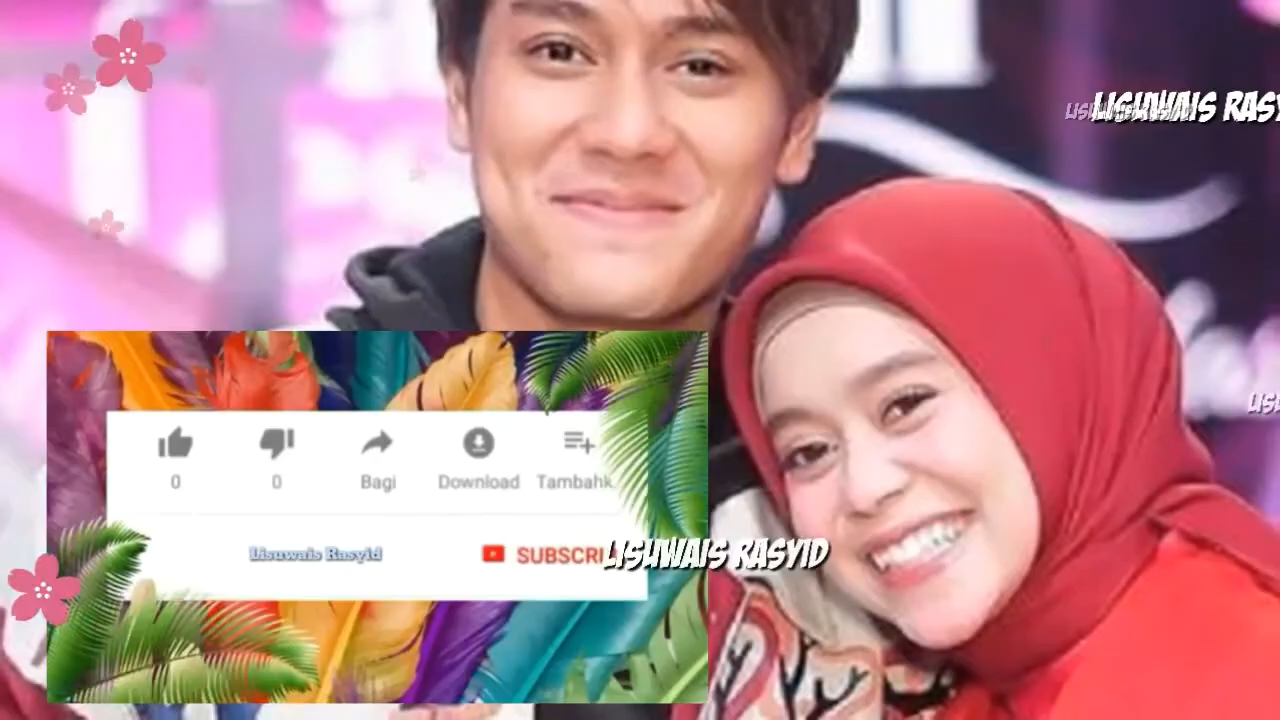 LISUWAIS RASY
0
0
Bagi
Download
Tambahk
Lisuwais Rasyid
SUBSCRI
LISUWAIS RASYID